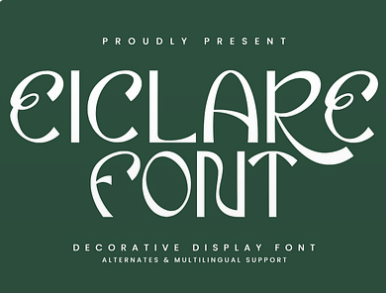 PROUDLY PRESENT
EICLARE
FONT
DECORATIVE DISPLAY FONT
ALTERNATES & MULTILINGUAL SUPPORT